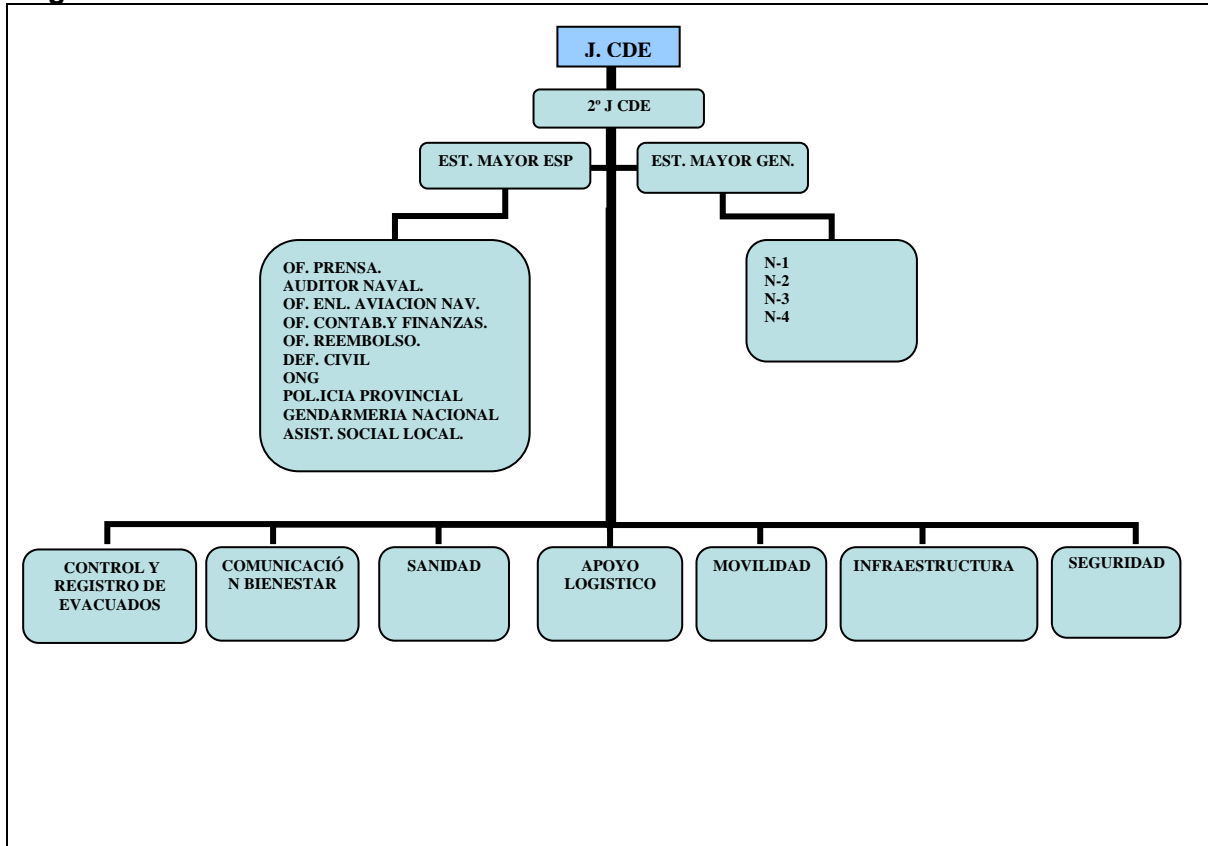 J. CDE
2º J CDE
EST. MAYOR ESP
EST. MAYOR GEN.
OF. PRENSA.
AUDITOR NAVAL.
OF. ENL. AVIACION NAV.
OF. CONTAB.Y FINANZAS.
OF. REEMBOLSO.
DEF. CIVIL
ONG
POL.ICIA PROVINCIAL
GENDARMERIA NACIONAL
ASIST. SOCIAL LOCAL.
N-1
N-2
N-3
N-4
CONTROL Y
REGISTRO DE
EVACUADOS
COMUNICACIÓ
N BIENESTAR
SANIDAD
APOYO
LOGISTICO
MOVILIDAD
INFRAESTRUCTURA
SEGURIDAD